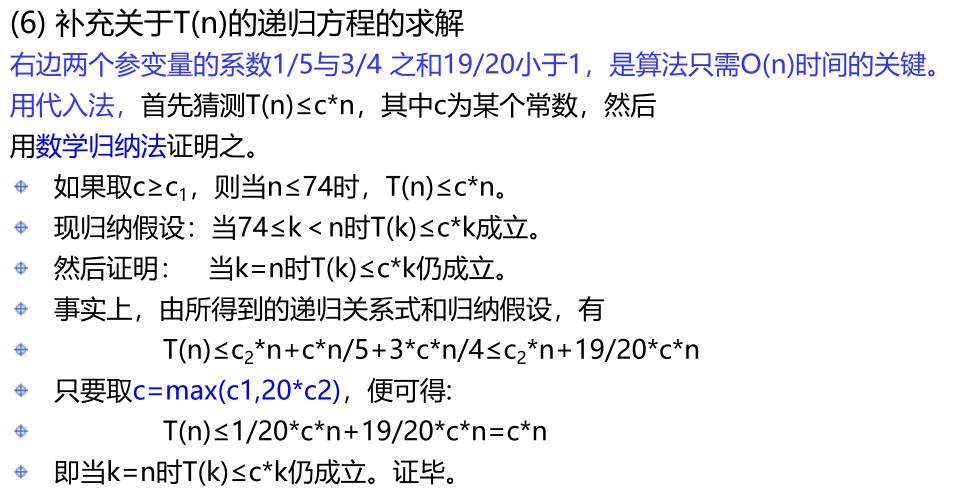 (6) 补充关于T(n)的递归方程的求解
右边两个参变量的系数1/5与3/4 之和19/20小于1，是算法只需O(n)时间的关键。
用代入法，首先猜测T(n)≤c*n，其中c为某个常数，然后
用数学归纳法证明之。
如果取c≥c₁，则当n≤74时，T(n)≤c*n。
现归纳假设：当74≤k＜n时T(k)≤c*k成立。
然后证明： 当k=n时T(k)≤c*k仍成立。
事实上，由所得到的递归关系式和归纳假设，有
T(n)≤c₂*n+c*n/5+3*c*n/4≤c₂*n+19/20*c*n
只要取c=max(c1,20*c2)，便可得:
T(n)≤1/20*c*n+19/20*c*n=c*n
即当k=n时T(k)≤c*k仍成立。证毕。